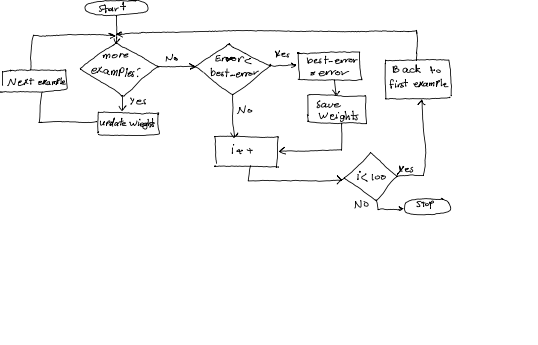 Start
more
examples?
No
Error<
best-error
Yes
best-error
= error
Back to
first example
Next example
Yes
update wieghts
No
Save
Weights
i++
i<100
Yes
NO
Stop